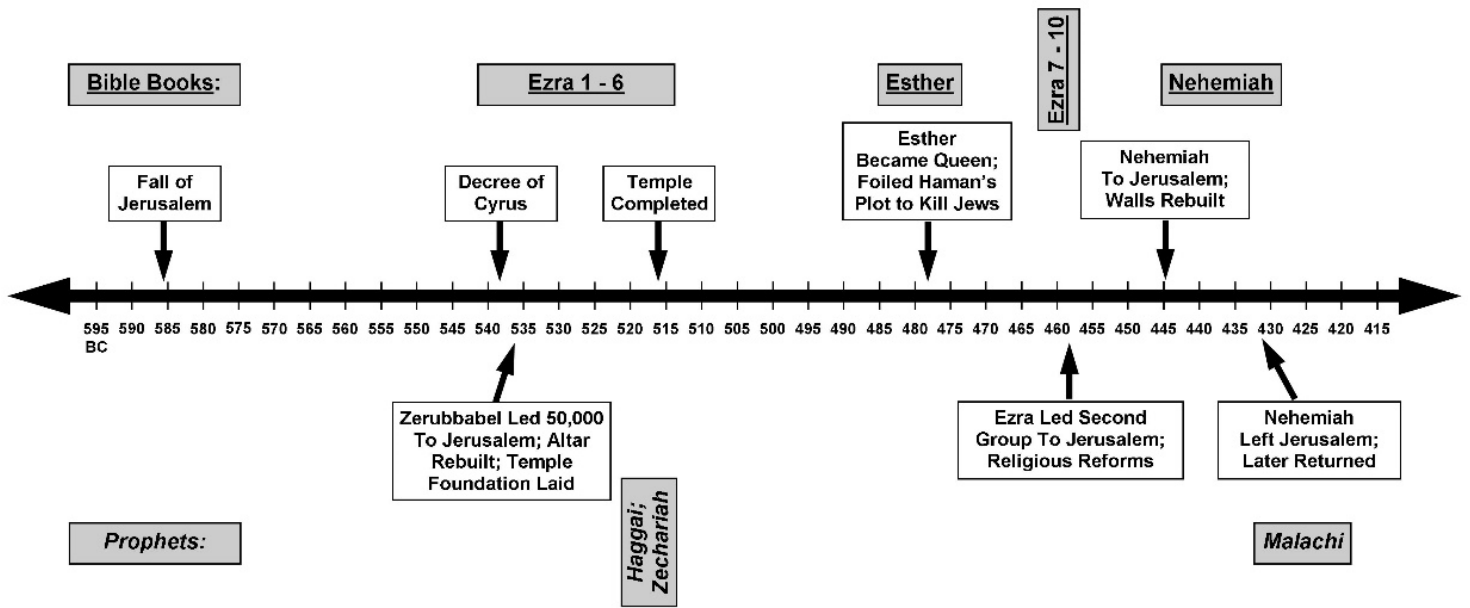 Bible Books:
Ezra 1 - 6
Esther
Ezra 7 - 10
Nehemiah
Fall of
Jerusalem
Decree of
Cyrus
Temple
Completed
Esther
Became Queen;
Foiled Haman's
Plot to Kill Jews
Nehemiah
To Jerusalem;
Walls Rebuilt
595 590 585 580 575 570 565 560 555 550 545 540 535 530 525 520 515 510 505 500 495 490 485 480 475 470 465 460 455 450 445 440 435 430 425 420 415
BC
Zerubbabel Led 50,000
To Jerusalem; Altar
Rebuilt; Temple
Foundation Laid
Ezra Led Second
Group To Jerusalem;
Religious Reforms
Nehemiah
Left Jerusalem;
Later Returned
Prophets:
Haggai;
Zechariah
Malachi